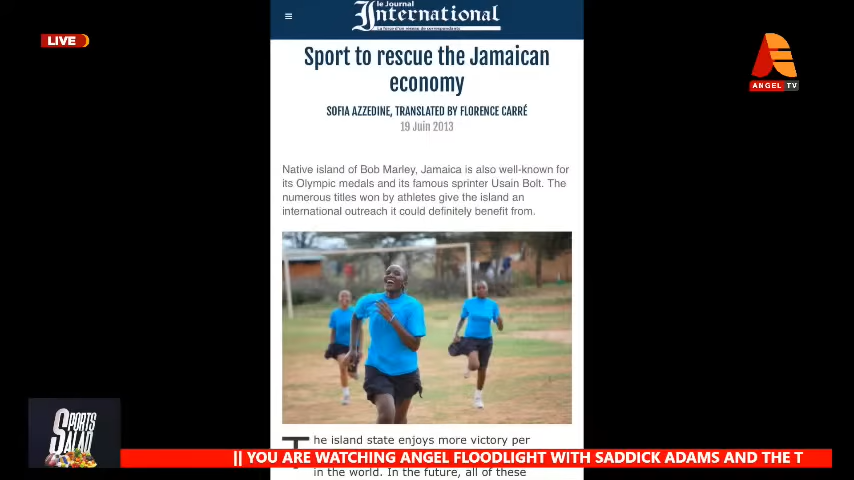 LIVE
le Journal
International
ANGEL TV
Sport to rescue the Jamaican
economy
SOFIA AZZEDINE, TRANSLATED BY FLORENCE CARRÉ
19 Juin 2013
Native island of Bob Marley, Jamaica is also well-known for
its Olympic medals and its famous sprinter Usain Bolt. The
numerous titles won by athletes give the island an
international outreach it could definitely benefit from.
The island state enjoys more victory per
in the world. In the future, all of these
SPORTS
SALAD
|| YOU ARE WATCHING ANGEL FLOODLIGHT WITH SADDICK ADAMS AND THE T